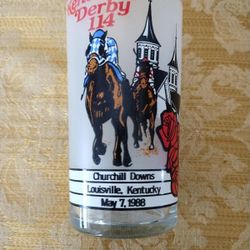 Derby
114
Churchill Downs
Louisville, Kentucky
May 7, 1988